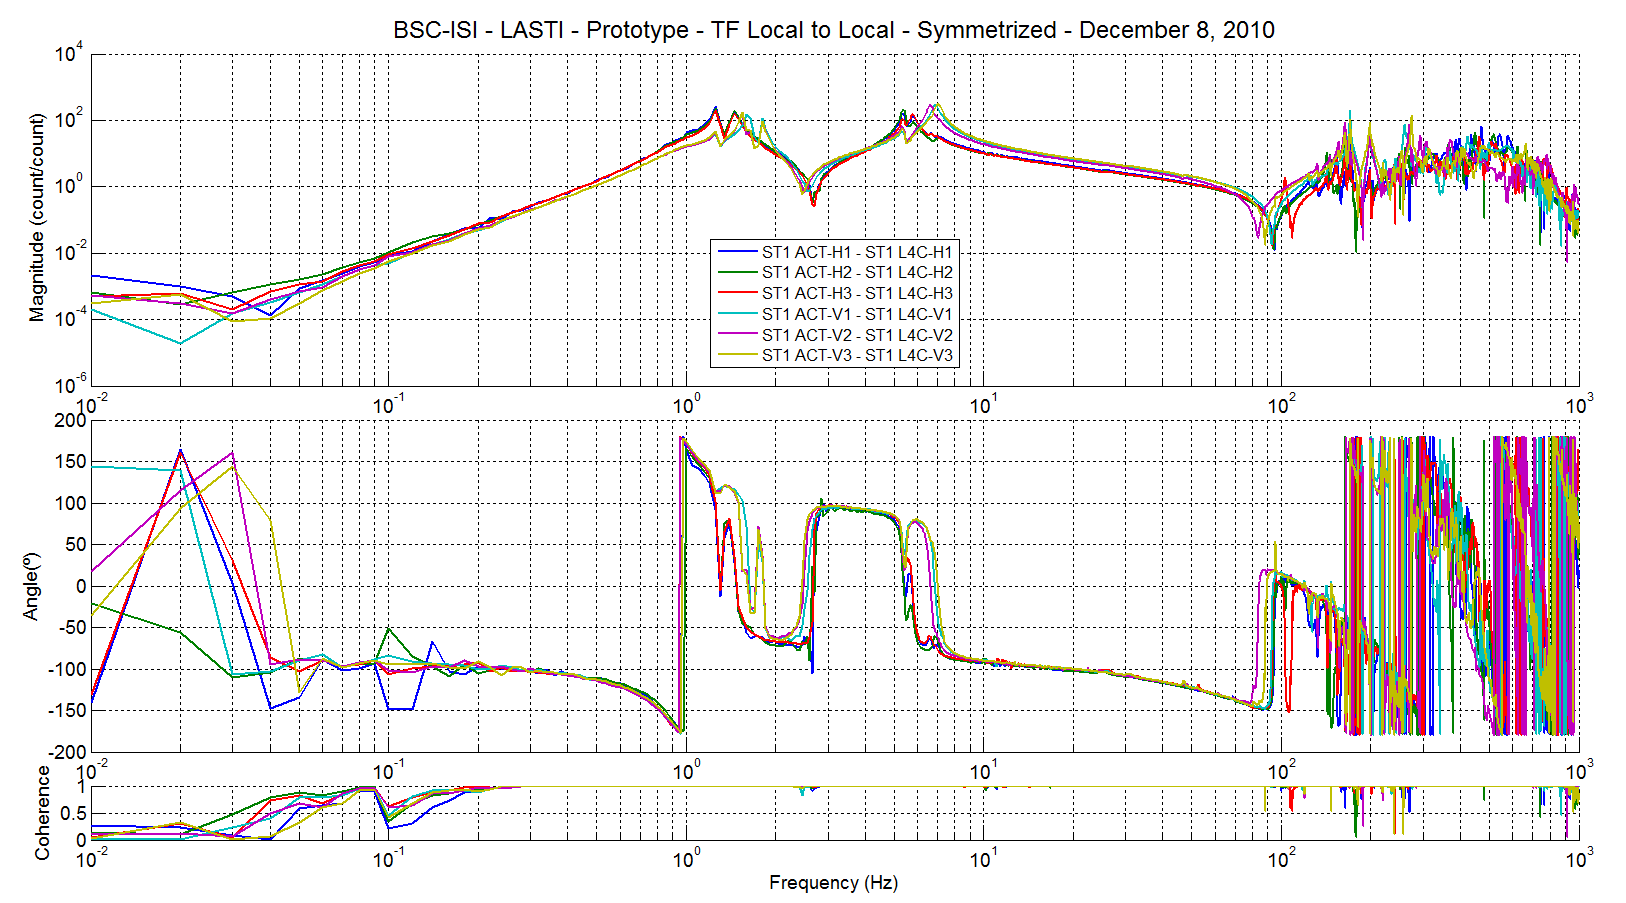 BSC-ISI - LASTI - Prototype - TF Local to Local - Symmetrized - December 8, 2010
Magnitude (count/count)
10^4
10^2
10^0
10^-2
10^-4
10^-6
ST1 ACT-H1 - ST1 L4C-H1
ST1 ACT-H2 - ST1 L4C-H2
ST1 ACT-H3 - ST1 L4C-H3
ST1 ACT-V1 - ST1 L4C-V1
ST1 ACT-V2 - ST1 L4C-V2
ST1 ACT-V3 - ST1 L4C-V3
10^-2 10^-1 10^0 10^1 10^2 10^3
Angle(º)
200
150
100
50
0
-50
-100
-150
-200
10^-2 10^-1 10^0 10^1 10^2 10^3
Coherence
1
0.5
0
10^-2 10^-1 10^0 10^1 10^2 10^3
Frequency (Hz)